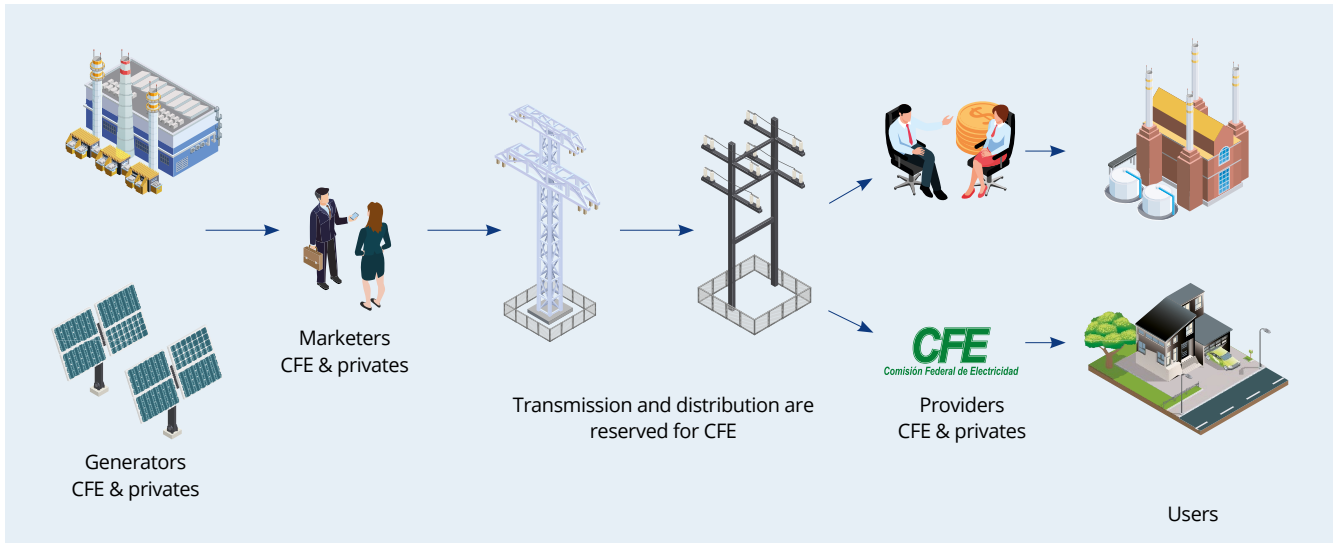 Generators
CFE & privates
Marketers
CFE & privates
Transmission and distribution are
reserved for CFE
CFE
Comisión Federal de Electricidad
Providers
CFE & privates
Users